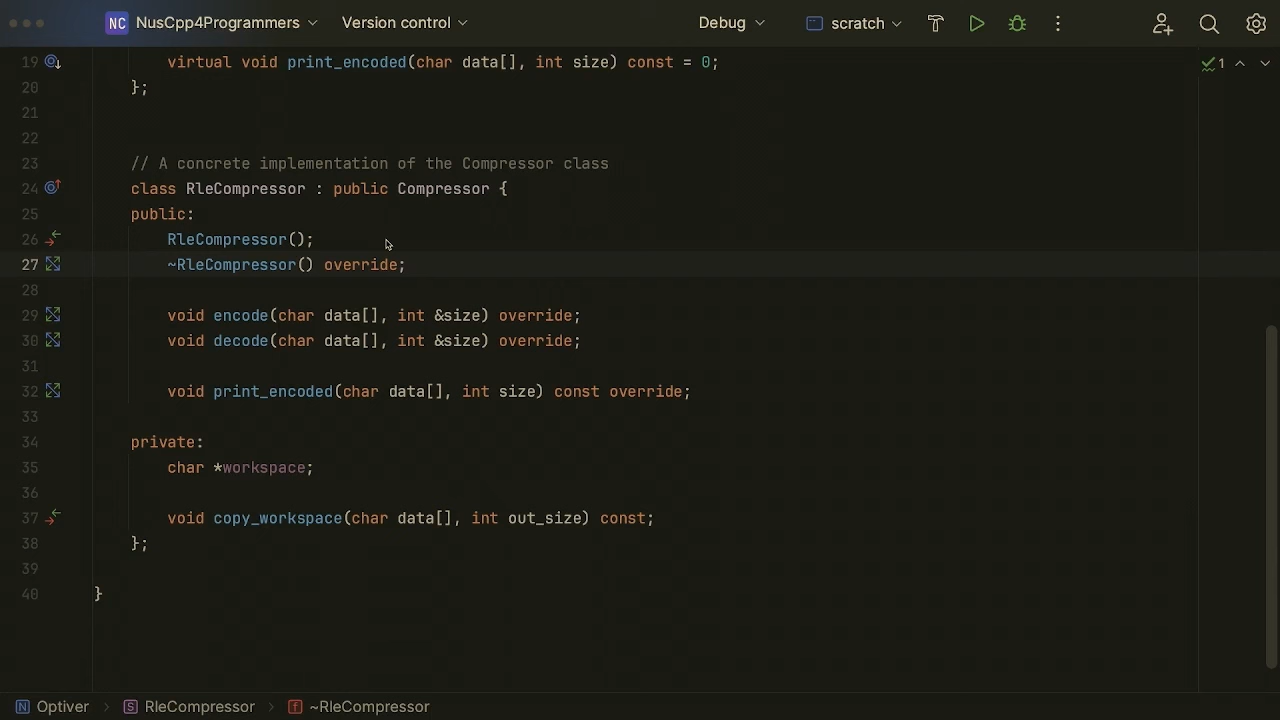 NC NusCpp4Programmers Version control Debug scratch
19 virtual void print_encoded(char data[], int size) const = 0;
1
20 };
21
22
23 // A concrete implementation of the Compressor class
24 class RleCompressor : public Compressor {
25 public:
26 RleCompressor();
27 ~RleCompressor() override;
28
29 void encode(char data[], int &size) override;
30 void decode(char data[], int &size) override;
31
32 void print_encoded(char data[], int size) const override;
33
34 private:
35 char *workspace;
36
37 void copy_workspace(char data[], int out_size) const;
38 };
39
40 }
N Optiver S RleCompressor f ~RleCompressor